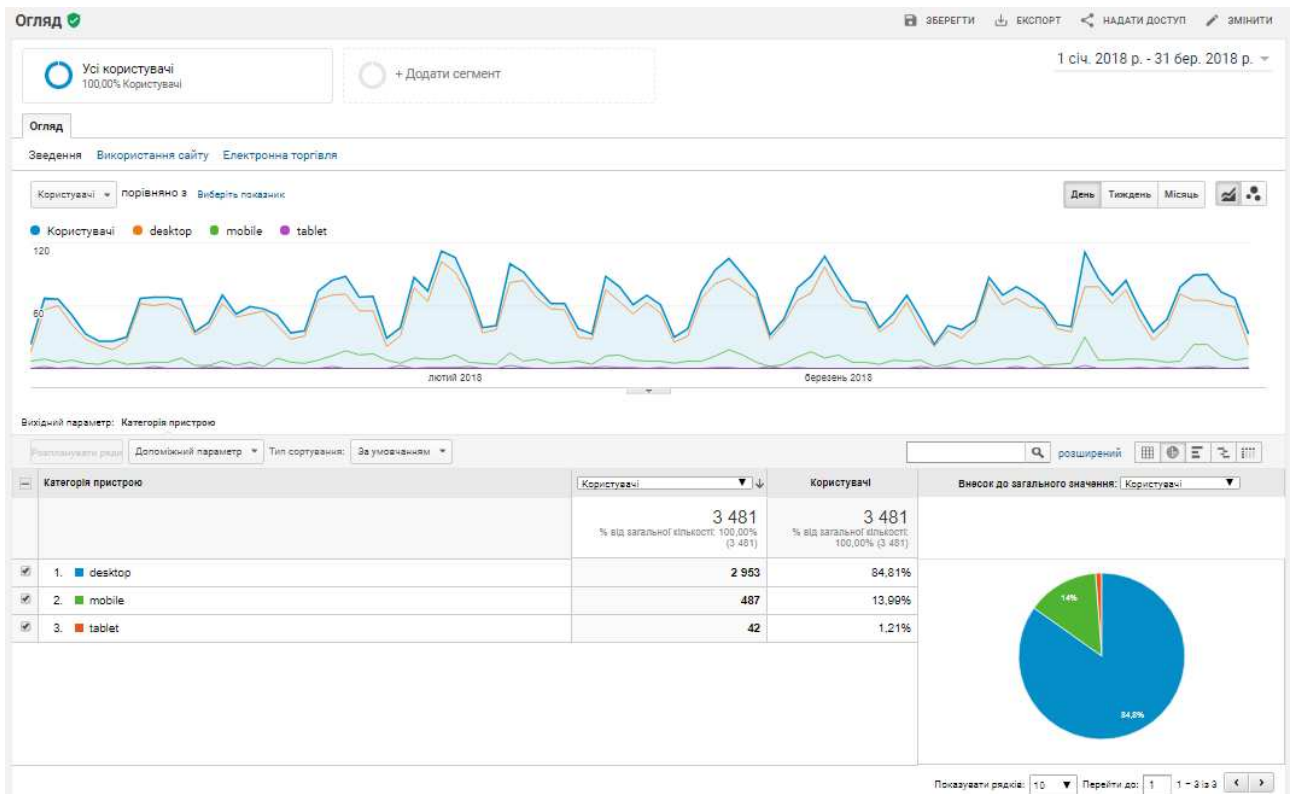 Огляд
ЗБЕРЕГТИ ЕКСПОРТ НАДАТИ ДОСТУП ЗМІНИТИ
Усі користувачі
100,00% Користувачі
+ Додати сегмент
1 січ. 2018 р. - 31 бер. 2018 р.
Огляд
Зведення Використання сайту Електронна торгівля
Користувачі порівняно з Виберіть показник
День Тиждень Місяць
Користувачі desktop mobile tablet
120
60
лютий 2018 березень 2018
Вихідний параметр: Категорія пристрою
Розпланувати ряди Допоміжний параметр Тип сортування: За умовчанням
розширений
Категорія пристрою Користувачі Користувачі Внесок до загального значення: Користувачі
3 481 3 481
% від загальної кількості: 100,00% (3 481)
% від загальної кількості: 100,00% (3 481)
1. desktop 2 953 84,81%
2. mobile 487 13,99%
3. tablet 42 1,21%
14%
84,8%
Показувати рядків: 10 Перейти до: 1 1 – 3 із 3